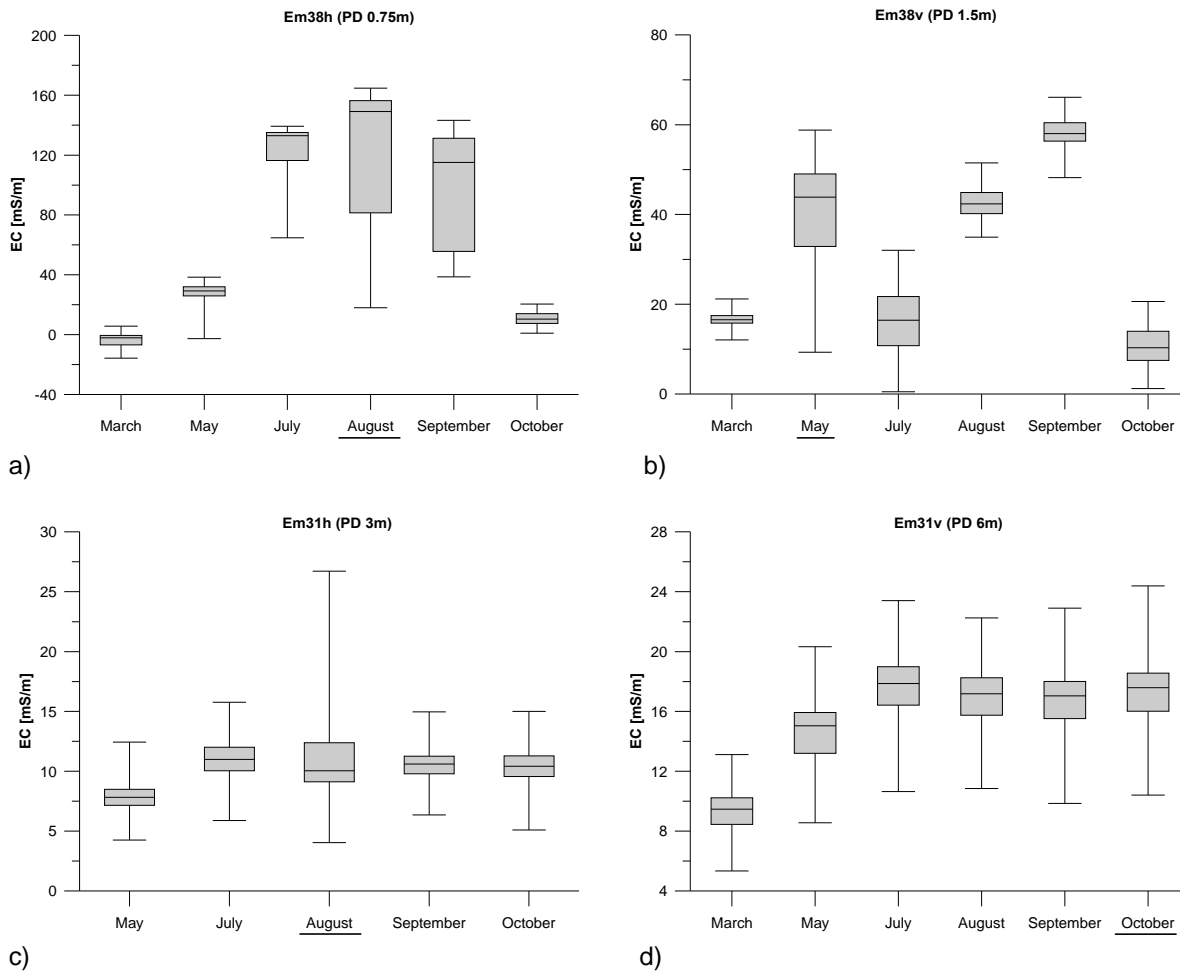 Em38h (PD 0.75m)
200
160
120
80
40
0
-40
EC [mS/m]
March May July August September October
a)
Em38v (PD 1.5m)
80
60
40
20
0
EC [mS/m]
March May July August September October
b)
Em31h (PD 3m)
30
25
20
15
10
5
0
EC [mS/m]
May July August September October
c)
Em31v (PD 6m)
28
24
20
16
12
8
4
EC [mS/m]
March May July August September October
d)